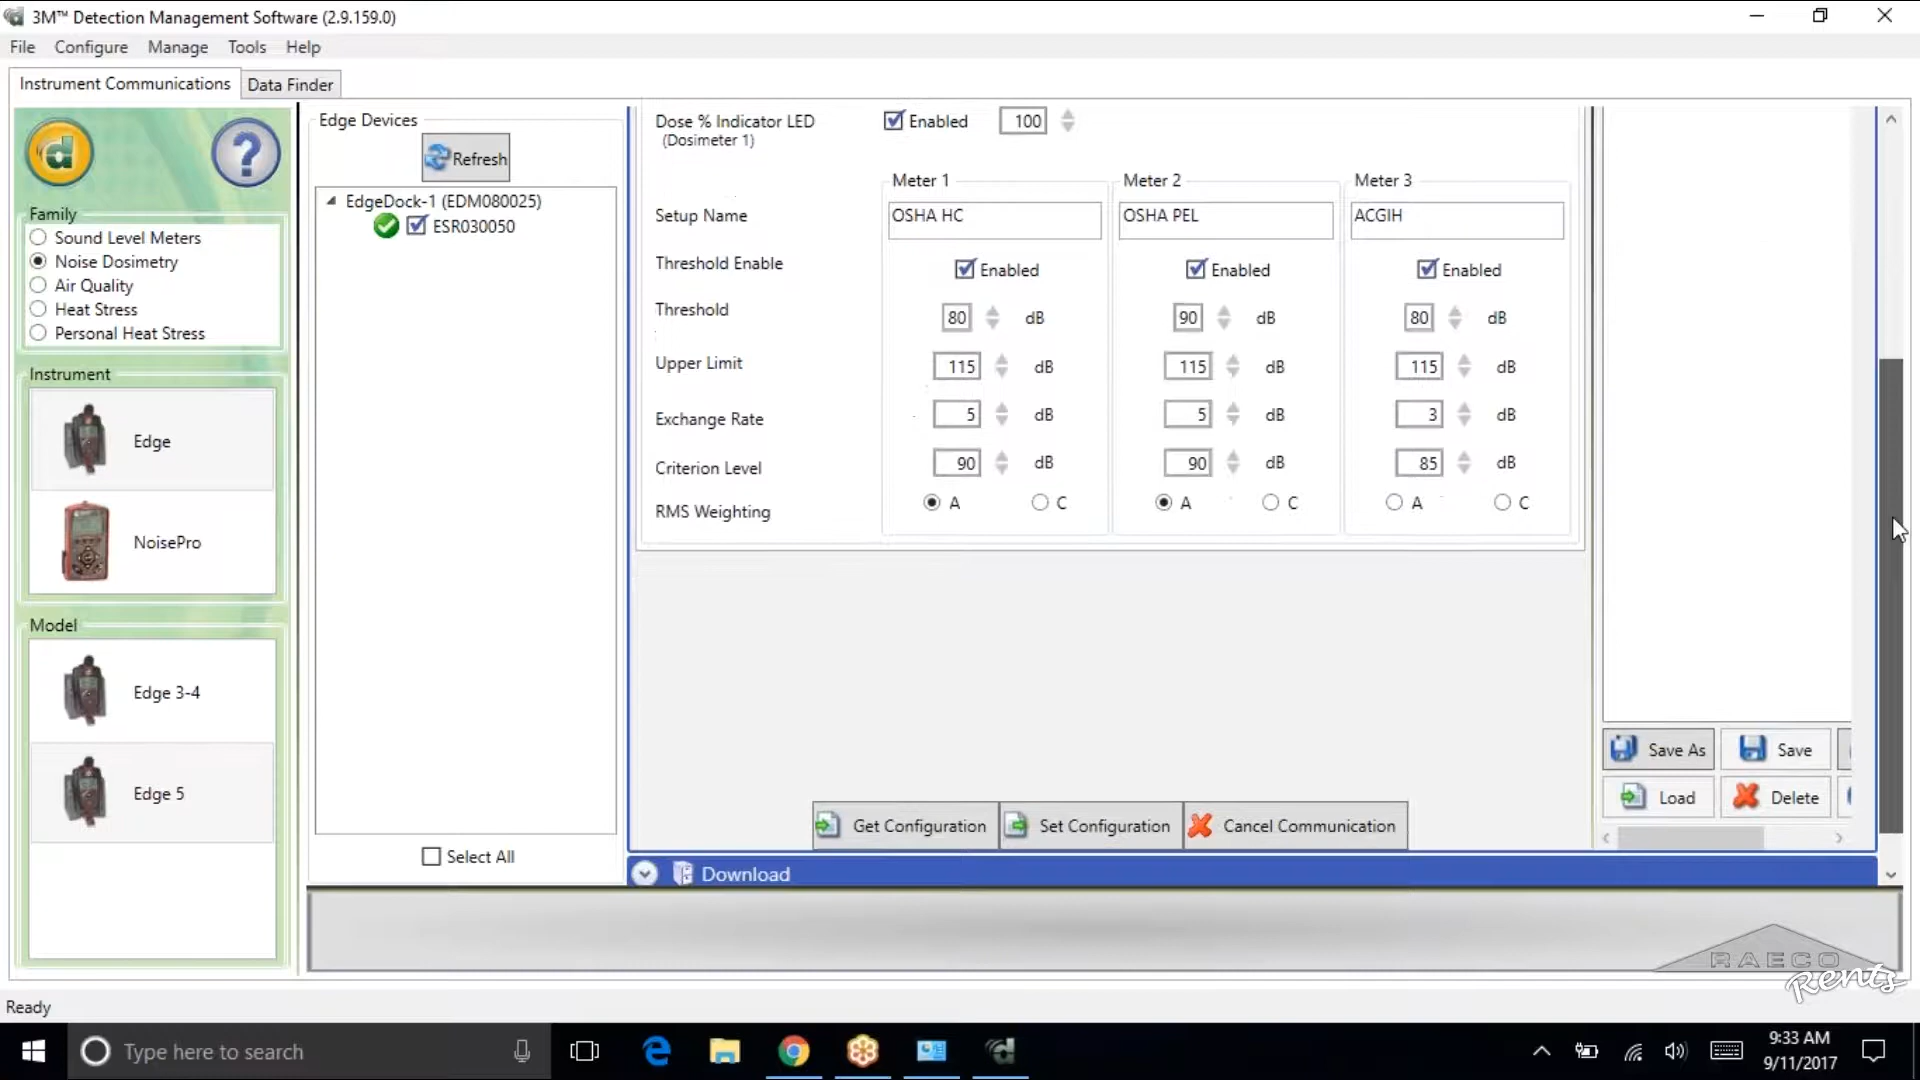 3M™ Detection Management Software (2.9.159.0)
File Configure Manage Tools Help
Instrument Communications Data Finder
Family
Sound Level Meters
Noise Dosimetry
Air Quality
Heat Stress
Personal Heat Stress
Instrument
Edge
NoisePro
Model
Edge 3-4
Edge 5
Edge Devices
Refresh
EdgeDock-1 (EDM080025)
ESR030050
Select All
Dose % Indicator LED Enabled 100
(Dosimeter 1)
Meter 1 Meter 2 Meter 3
Setup Name OSHA HC OSHA PEL ACGIH
Threshold Enable Enabled Enabled Enabled
Threshold 80 dB 90 dB 80 dB
Upper Limit 115 dB 115 dB 115 dB
Exchange Rate 5 dB 5 dB 3 dB
Criterion Level 90 dB 90 dB 85 dB
RMS Weighting A C A C A C
Get Configuration Set Configuration Cancel Communication
Save As Save
Load Delete
Download
RAECO
Rents
Ready
Type here to search
9:33 AM
9/11/2017